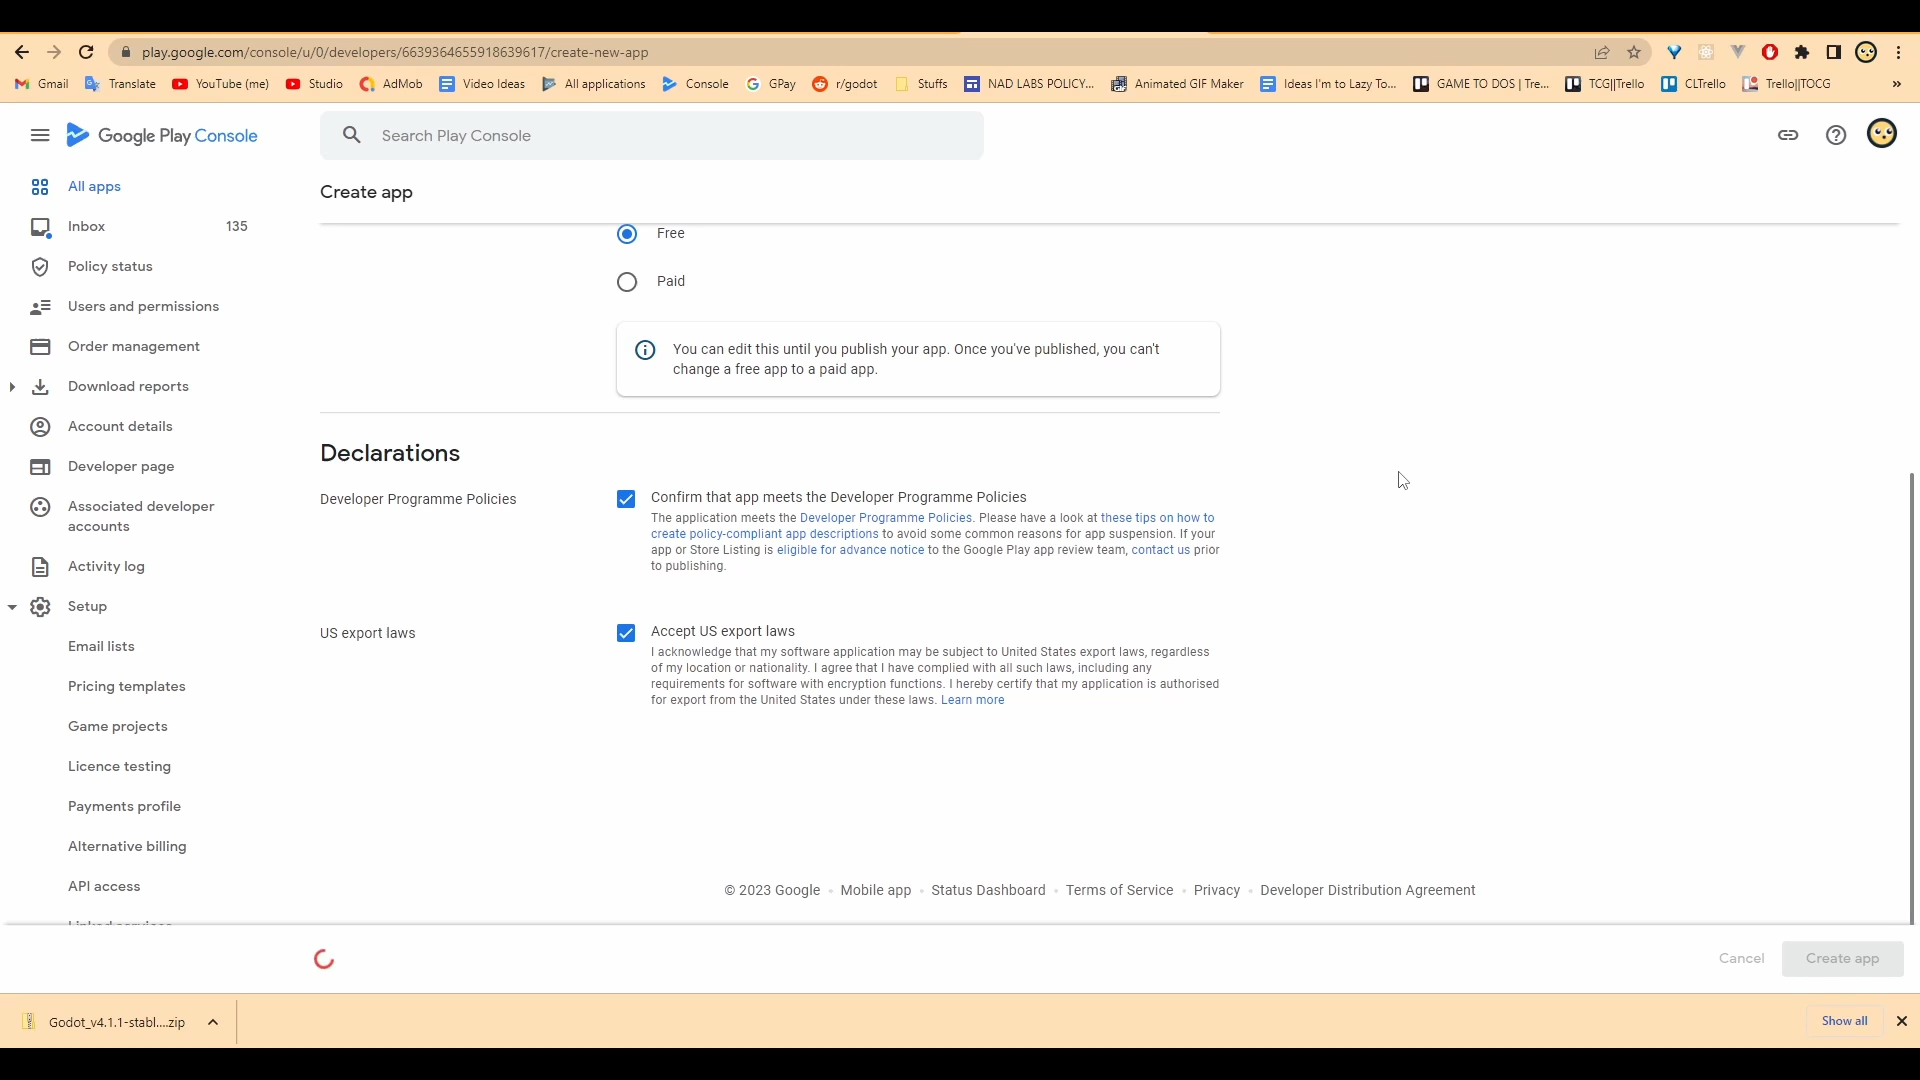 play.google.com/console/u/0/developers/6639364655918639617/create-new-app
Gmail Translate YouTube (me) Studio AdMob Video Ideas All applications Console GPay r/godot Stuffs NAD LABS POLICY... Animated GIF Maker Ideas I'm to Lazy To... GAME TO DO | Tre... TCG||Trello CLTrello Trello||TOCG »
Google Play Console
Search Play Console
All apps
Inbox 135
Policy status
Users and permissions
Order management
Download reports
Account details
Developer page
Associated developer
accounts
Activity log
Setup
Email lists
Pricing templates
Game projects
Licence testing
Payments profile
Alternative billing
API access
Linked services
Create app
Free
Paid
You can edit this until you publish your app. Once you've published, you can't
change a free app to a paid app.
Declarations
Developer Programme Policies
Confirm that app meets the Developer Programme Policies
The application meets the Developer Programme Policies. Please have a look at these tips on how to
create policy-compliant app descriptions to avoid some common reasons for app suspension. If your
app or Store Listing is eligible for advance notice to the Google Play app review team, contact us prior
to publishing.
US export laws
Accept US export laws
I acknowledge that my software application may be subject to United States export laws, regardless
of my location or nationality. I agree that I have complied with all such laws, including any
requirements for software with encryption functions. I hereby certify that my application is authorised
for export from the United States under these laws. Learn more
© 2023 Google Mobile app Status Dashboard Terms of Service Privacy Developer Distribution Agreement
Cancel Create app
Godot_v4.1.1-stabl....zip
Show all